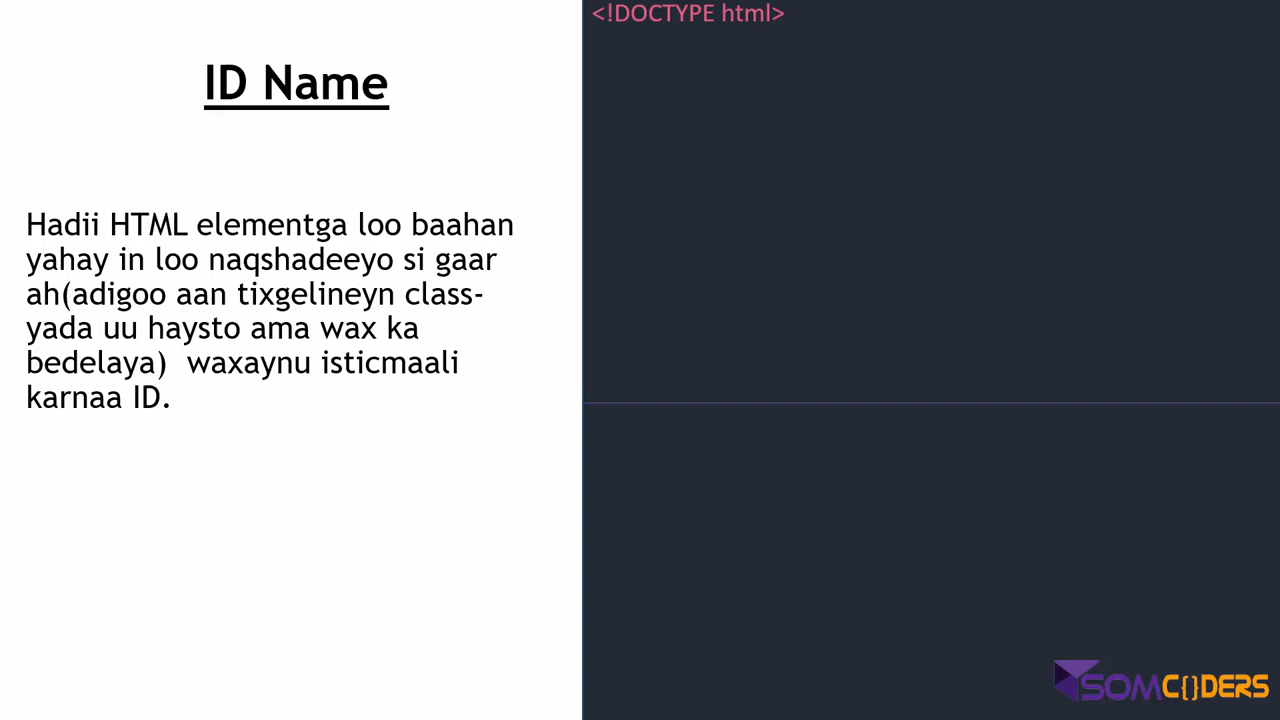 ID Name
Hadii HTML elementga loo baahan
yahay in loo naqshadeeyo si gaar
ah(adigoo aan tixgelineyn class-
yada uu haysto ama wax ka
bedelaya)  waxaynu isticmaali
karnaa ID.
<!DOCTYPE html>
SOMC{}DERS